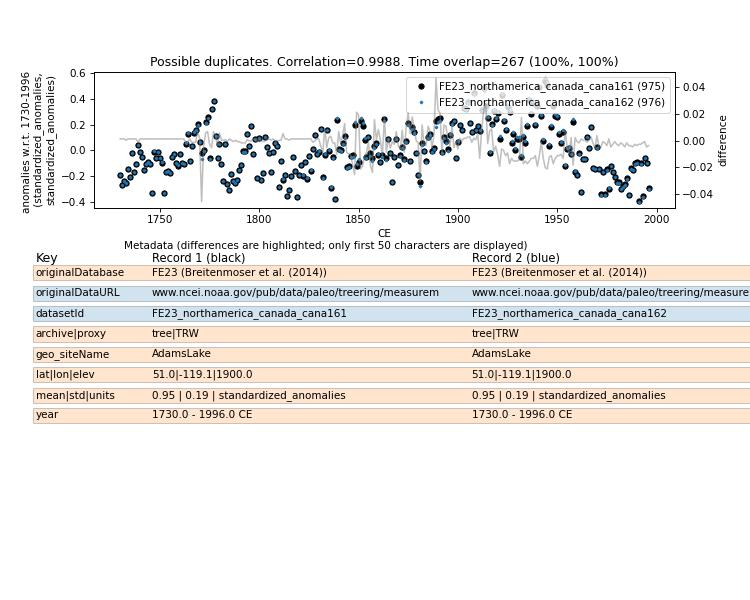 Possible duplicates. Correlation=0.9988. Time overlap=267 (100%, 100%)
anomalies w.r.t. 1730-1996
(standardized_anomalies,
standardized_anomalies)
0.6
0.4
0.2
0.0
−0.2
−0.4
FE23_northamerica_canada_cana161 (975)
FE23_northamerica_canada_cana162 (976)
0.04
0.02
0.00
−0.02
−0.04
difference
1750 1800 1850 1900 1950 2000
CE
Metadata (differences are highlighted; only first 50 characters are displayed)
Key Record 1 (black) Record 2 (blue)
originalDatabase FE23 (Breitenmoser et al. (2014)) FE23 (Breitenmoser et al. (2014))
originalDataURL www.ncei.noaa.gov/pub/data/paleo/treering/measurem www.ncei.noaa.gov/pub/data/paleo/treering/measure
datasetId FE23_northamerica_canada_cana161 FE23_northamerica_canada_cana162
archive|proxy tree|TRW tree|TRW
geo_siteName AdamsLake AdamsLake
lat|lon|elev 51.0|-119.1|1900.0 51.0|-119.1|1900.0
mean|std|units 0.95 | 0.19 | standardized_anomalies 0.95 | 0.19 | standardized_anomalies
year 1730.0 - 1996.0 CE 1730.0 - 1996.0 CE